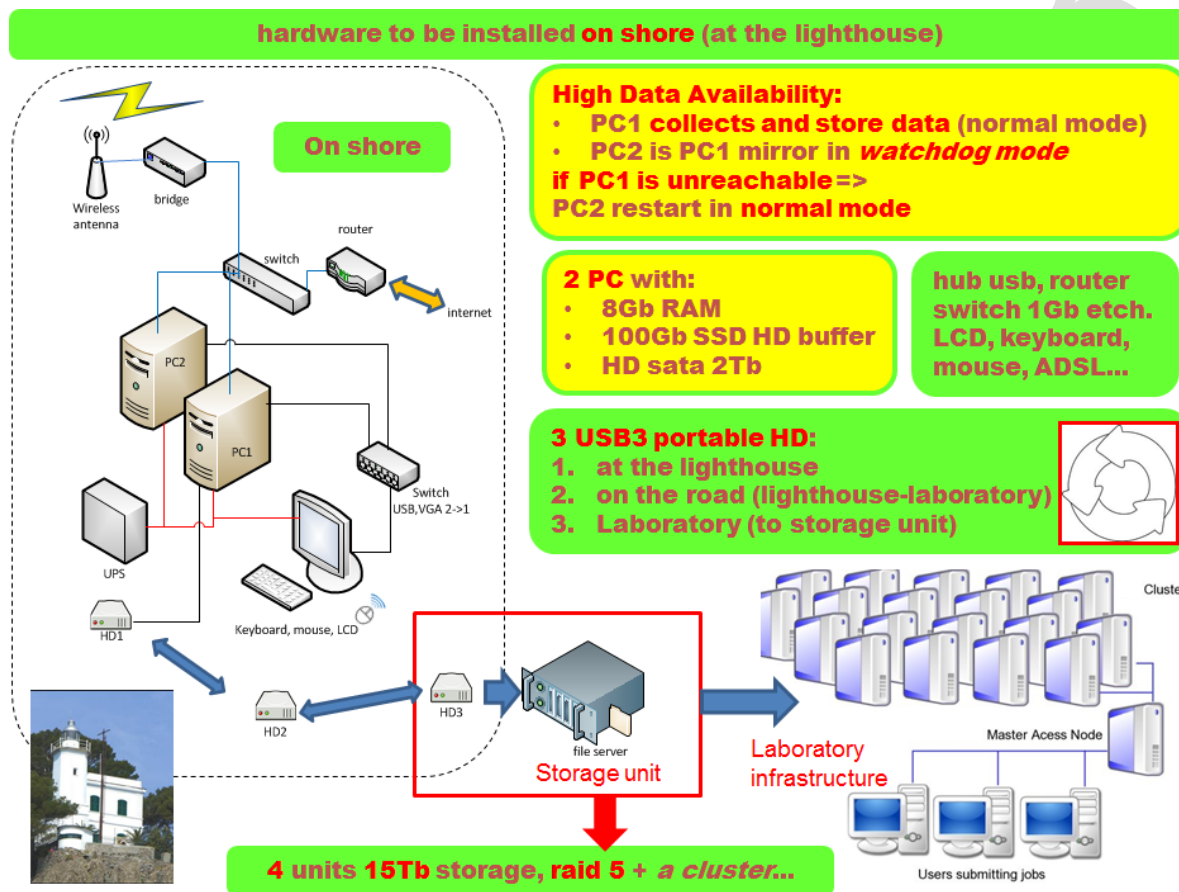 hardware to be installed on shore (at the lighthouse)
On shore
Wireless
antenna
bridge
switch
router
internet
PC2
PC1
Switch
USB,VGA 2->1
UPS
HD1
Keyboard, mouse, LCD
HD2
HD3
file server
Storage unit
High Data Availability:
• PC1 collects and store data (normal mode)
• PC2 is PC1 mirror in watchdog mode
if PC1 is unreachable=>
PC2 restart in normal mode
2 PC with:
• 8Gb RAM
• 100Gb SSD HD buffer
• HD sata 2Tb
hub usb, router
switch 1Gb etch.
LCD, keyboard,
mouse, ADSL...
3 USB3 portable HD:
1. at the lighthouse
2. on the road (lighthouse-laboratory)
3. Laboratory (to storage unit)
Cluste
Master Acess Node
Laboratory
infrastructure
Users submitting jobs
4 units 15Tb storage, raid 5 + a cluster...